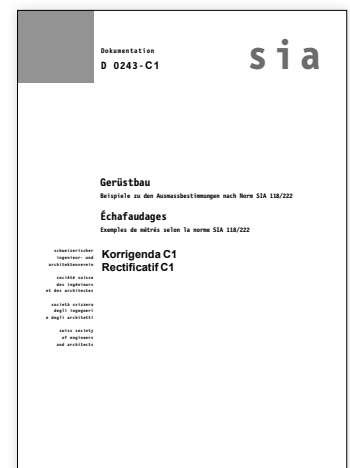 Dokumentation
D 0243-C1
sia
Gerüstbau
Beispiele zu den Ausmassbestimmungen nach Norm SIA 118/222
Échafaudages
Exemples de métrés selon la norme SIA 118/222
Korrigenda C1
Rectificatif C1
schweizerischer
ingenieur- und
architektenverein
société suisse
des ingénieurs
et des architectes
società svizzera
degli ingegneri
e degli architetti
swiss society
of engineers
and architects